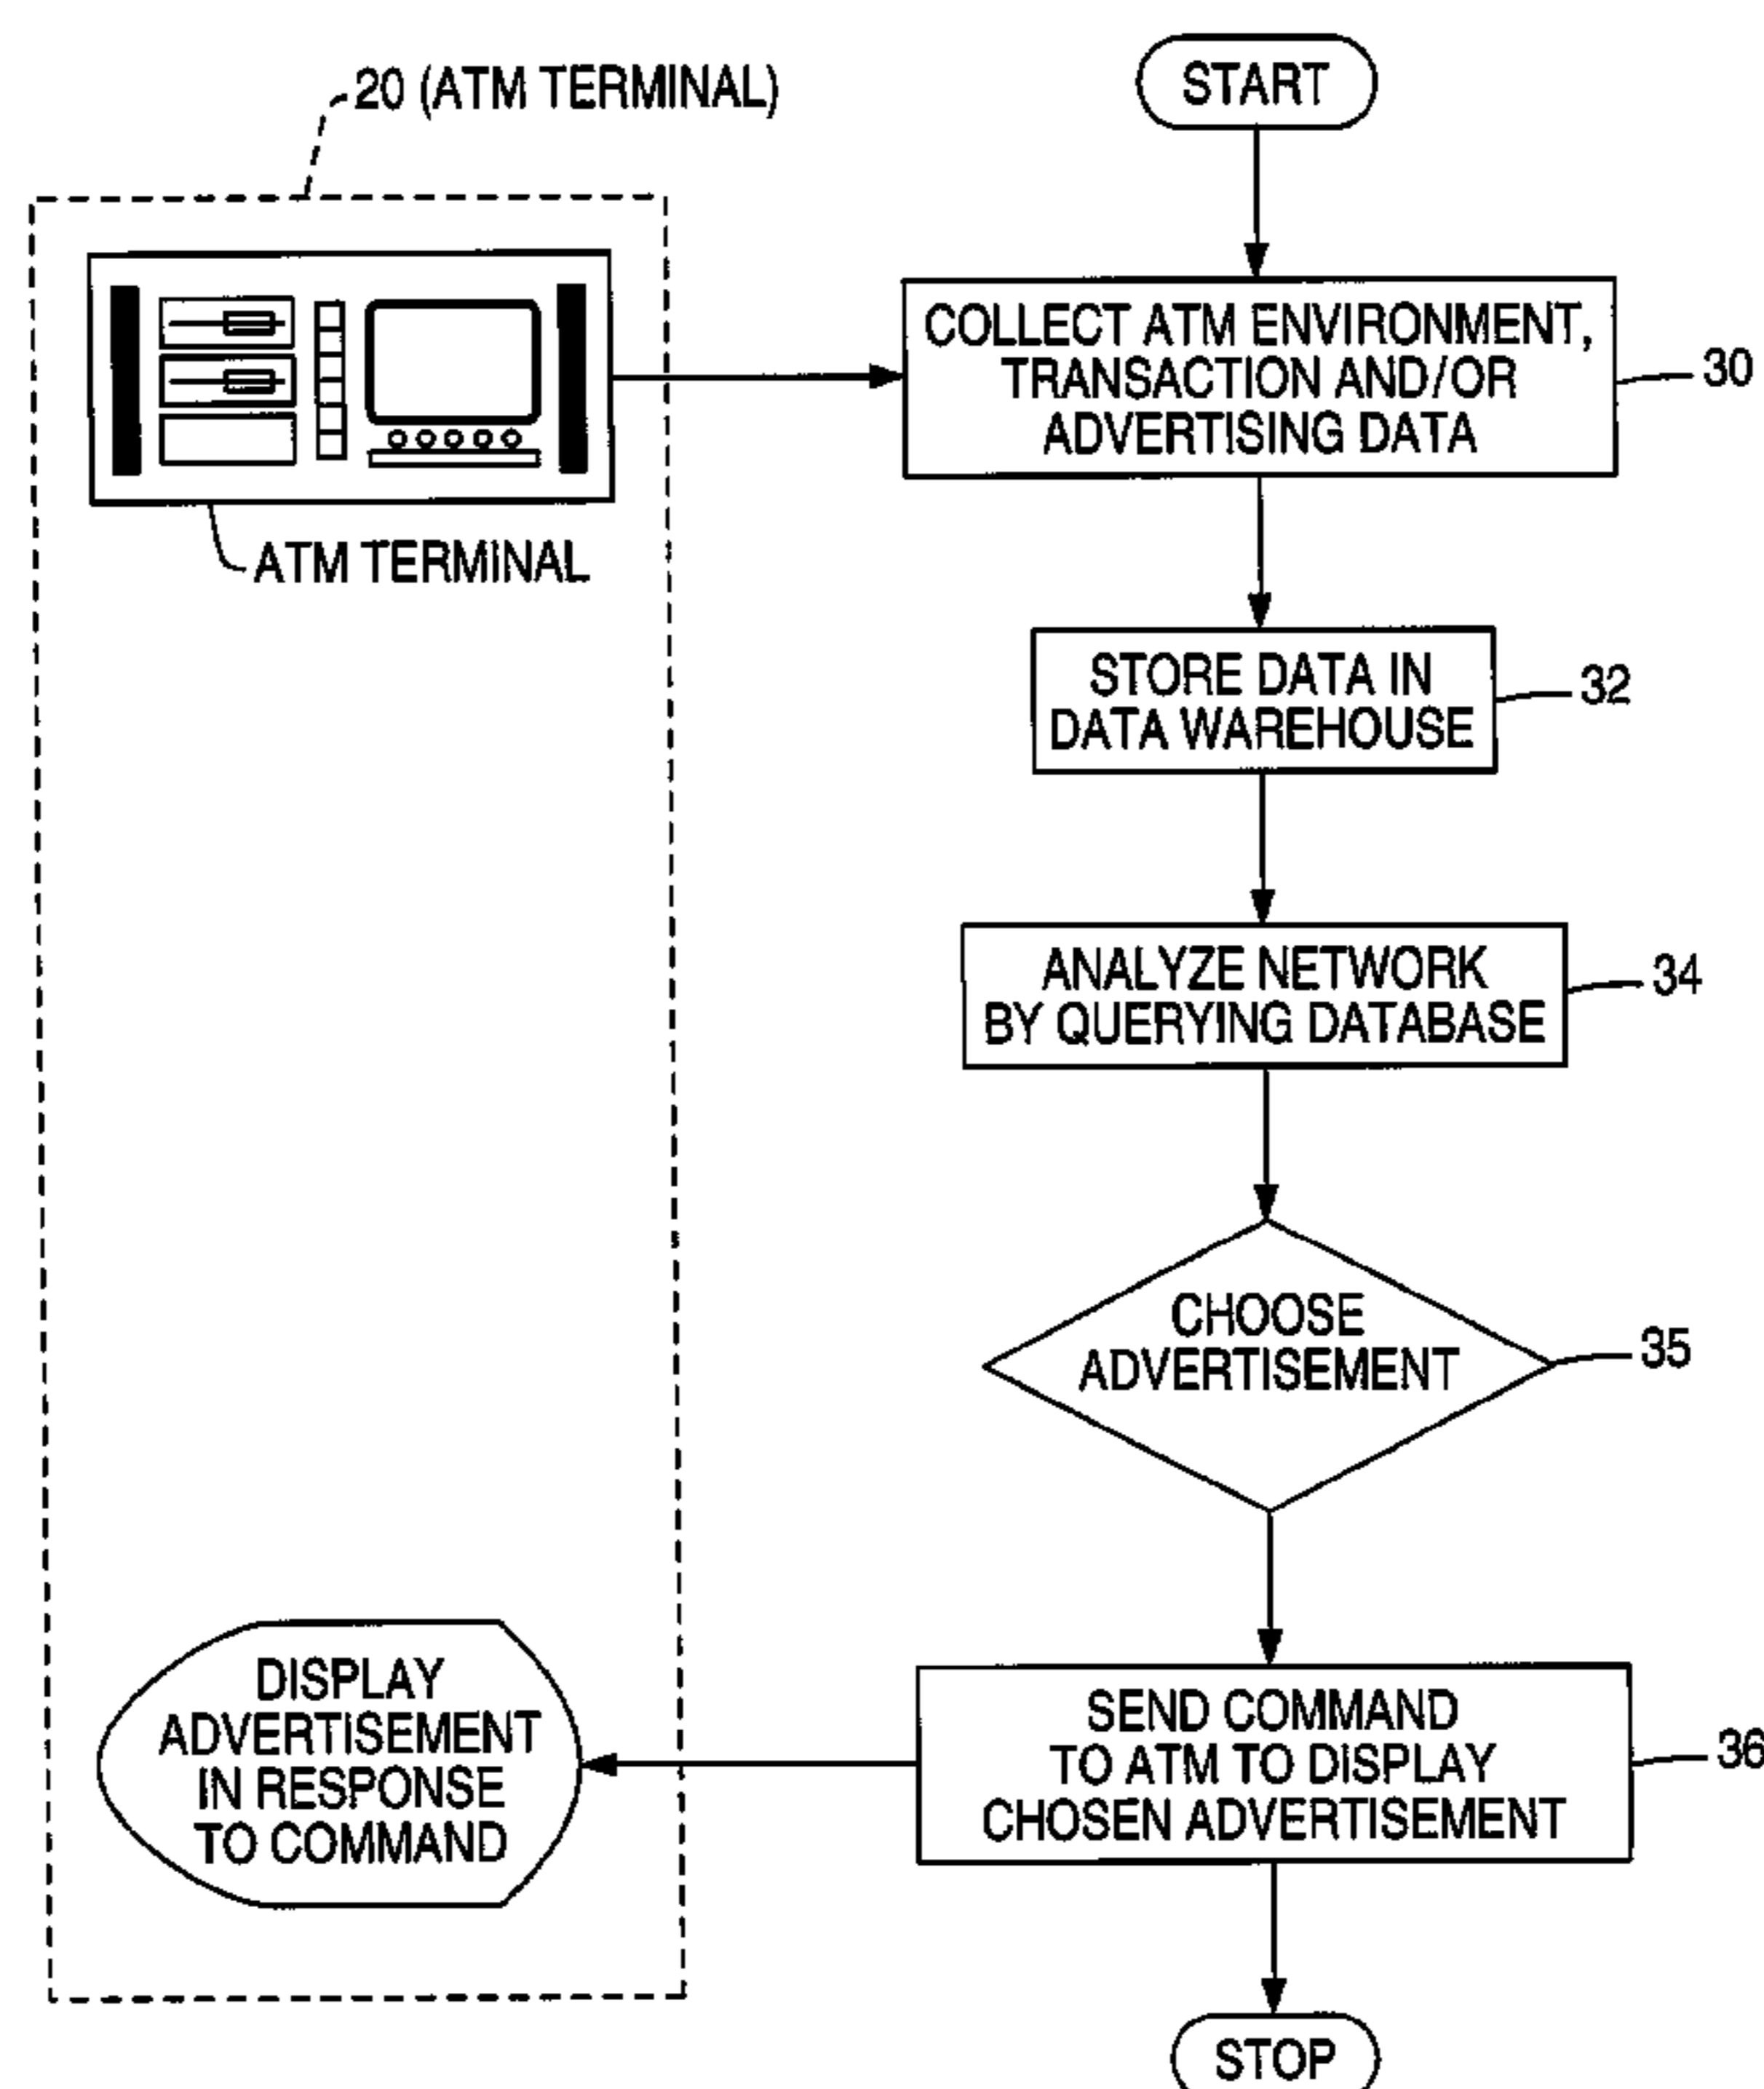 20 (ATM TERMINAL)
START
COLLECT ATM ENVIRONMENT,
TRANSACTION AND/OR
ADVERTISING DATA
30
ATM TERMINAL
STORE DATA IN
DATA WAREHOUSE
32
ANALYZE NETWORK
BY QUERYING DATABASE
34
CHOOSE
ADVERTISEMENT
35
DISPLAY
ADVERTISEMENT
IN RESPONSE
TO COMMAND
SEND COMMAND
TO ATM TO DISPLAY
CHOSEN ADVERTISEMENT
36
STOP